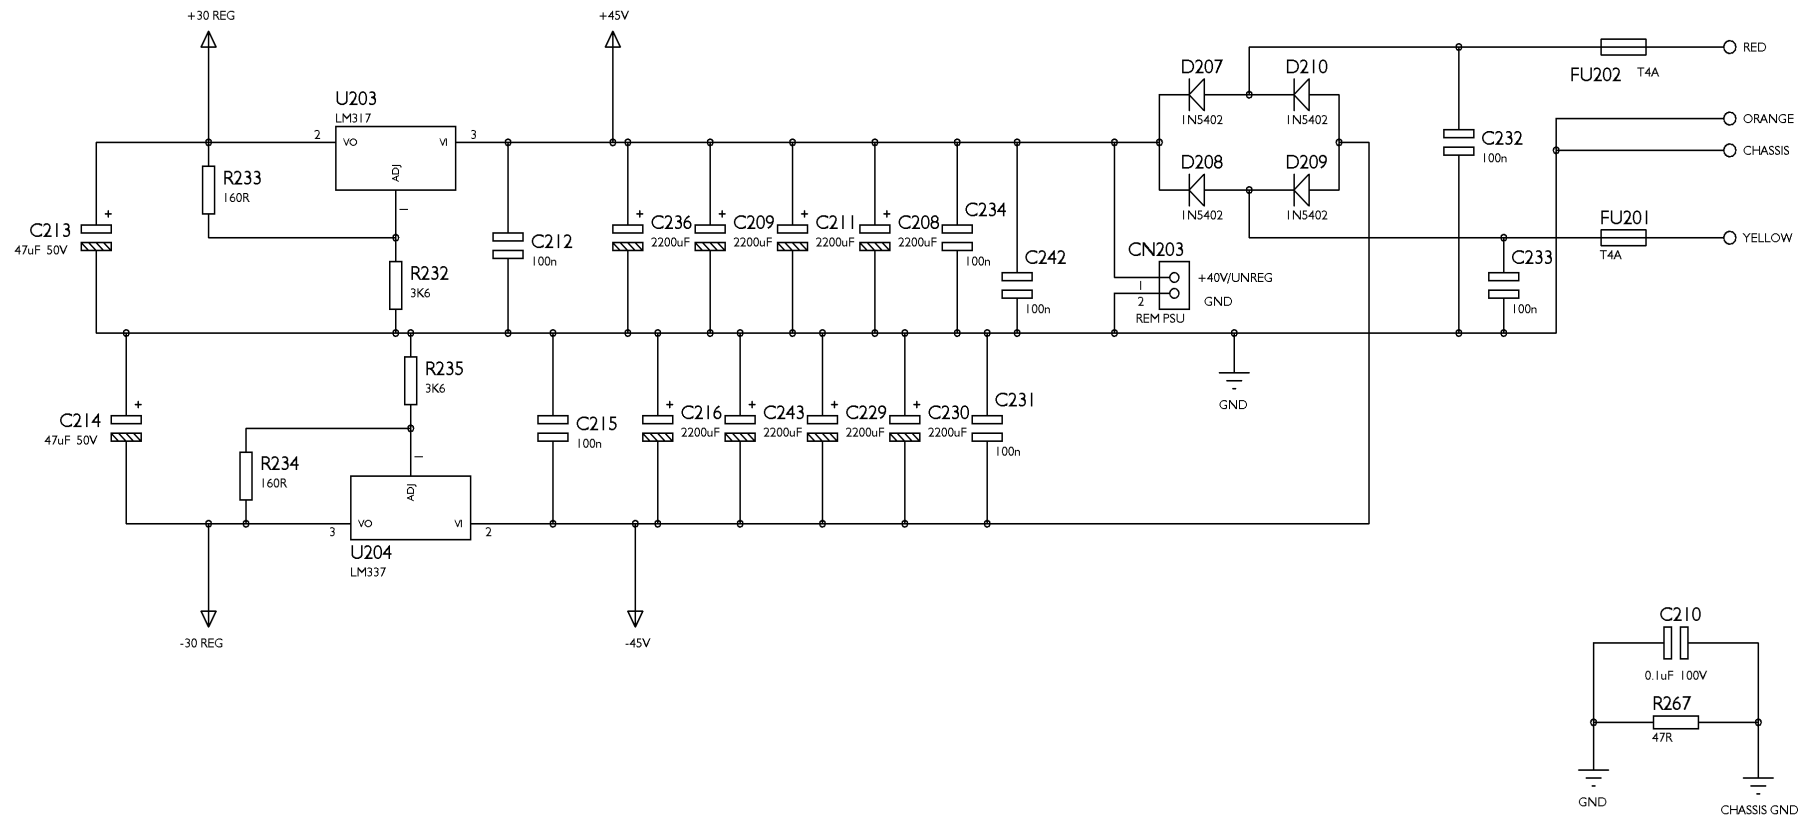 +30 REG
+45V
RED
FU202 T4A
D207
1N5402
D210
1N5402
U203
LM317
2 VO VI 3
ADJ
1
ORANGE
C232
100n
CHASSIS
D208
1N5402
D209
1N5402
R233
160R
C213
+
47uF 50V
C212
100n
+
C236
2200uF
+
C209
2200uF
+
C211
2200uF
+
C208
2200uF
C234
100n
C242
100n
FU201
T4A
YELLOW
C233
100n
CN203
1 +40V/UNREG
2 GND
REM PSU
R232
3K6
R235
3K6
GND
+
C214
47uF 50V
C215
100n
+
C216
2200uF
+
C243
2200uF
+
C229
2200uF
+
C230
2200uF
C231
100n
R234
160R
1
ADJ
3 VO VI 2
U204
LM337
-30 REG
-45V
C210
0.1uF 100V
R267
47R
GND
CHASSIS GND